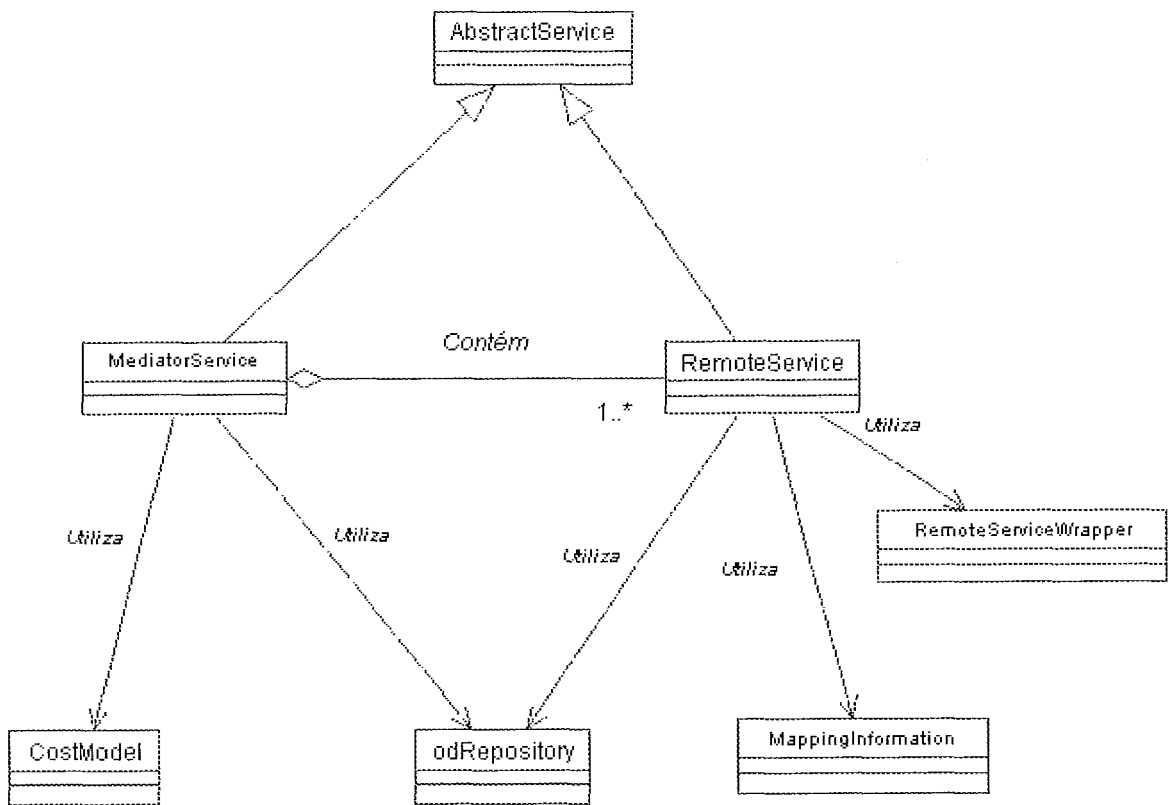 AbstractService
MediatorService
Contém
RemoteService
1..*
Utiliza
RemoteServiceWrapper
Utiliza
Utiliza
Utiliza
Utiliza
CostModel
odRepository
MappingInformation